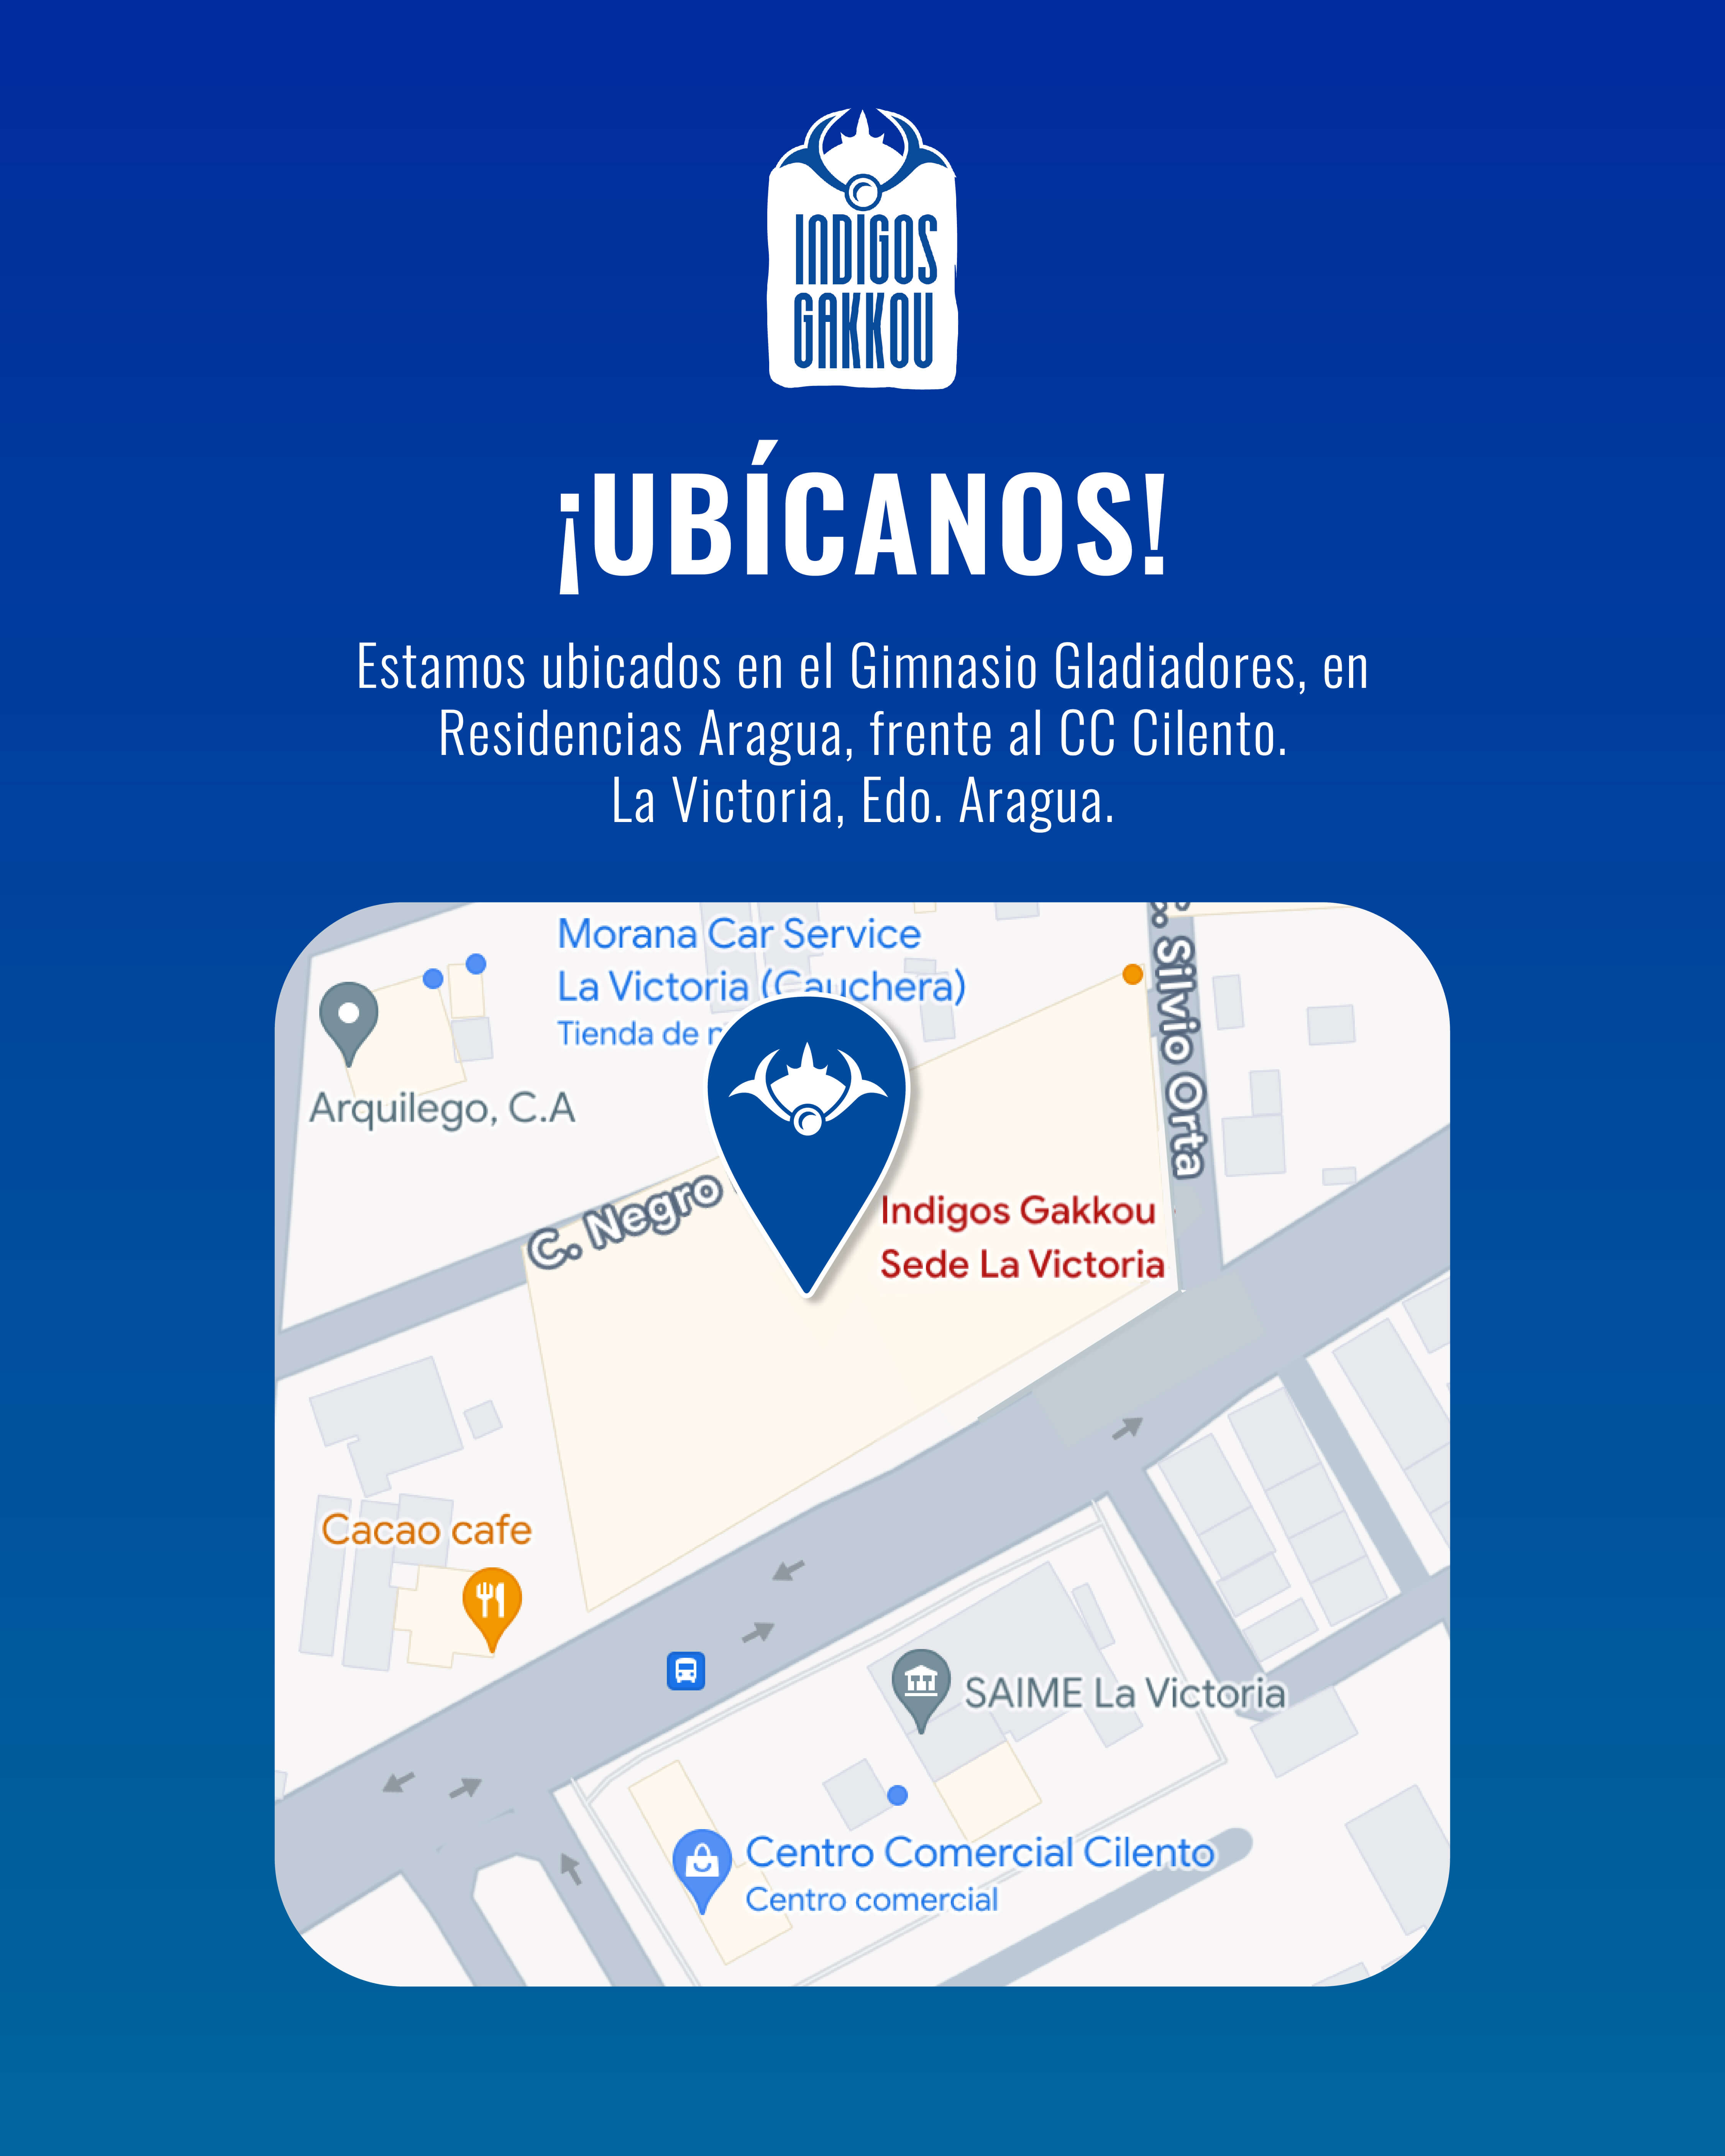 INDIGOS
GAKKOU
¡UBÍCANOS!
Estamos ubicados en el Gimnasio Gladiadores, en
Residencias Aragua, frente al CC Cilento.
La Victoria, Edo. Aragua.
Morana Car Service
La Victoria (Cauchera)
Tienda de
C. Silvio Orta
Arquilego, C.A
C. Negro
Indigos Gakkou
Sede La Victoria
Cacao cafe
SAIME La Victoria
Centro Comercial Cilento
Centro comercial